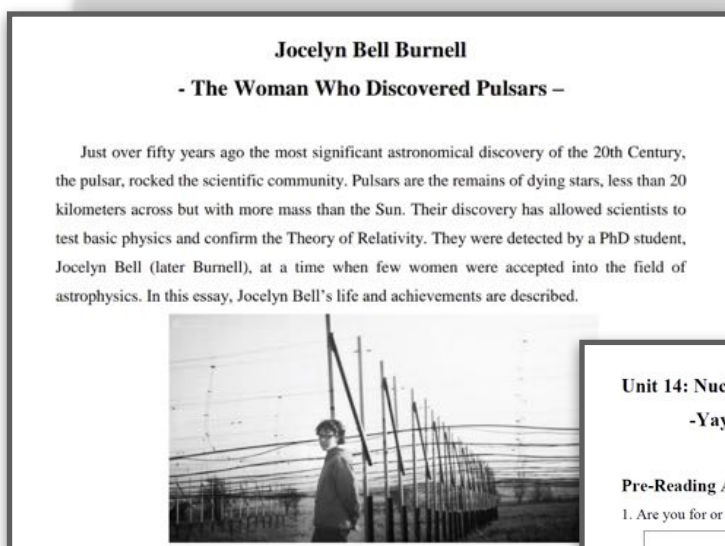 Jocelyn Bell Burnell
- The Woman Who Discovered Pulsars –
Just over fifty years ago the most significant astronomical discovery of the 20th Century,
the pulsar, rocked the scientific community. Pulsars are the remains of dying stars, less than 20
kilometers across but with more mass than the Sun. Their discovery has allowed scientists to
test basic physics and confirm the Theory of Relativity. They were detected by a PhD student,
Jocelyn Bell (later Burnell), at a time when few women were accepted into the field of
astrophysics. In this essay, Jocelyn Bell’s life and achievements are described.
Unit 14: Nuc
-Yay
Pre-Reading A
1. Are you for or